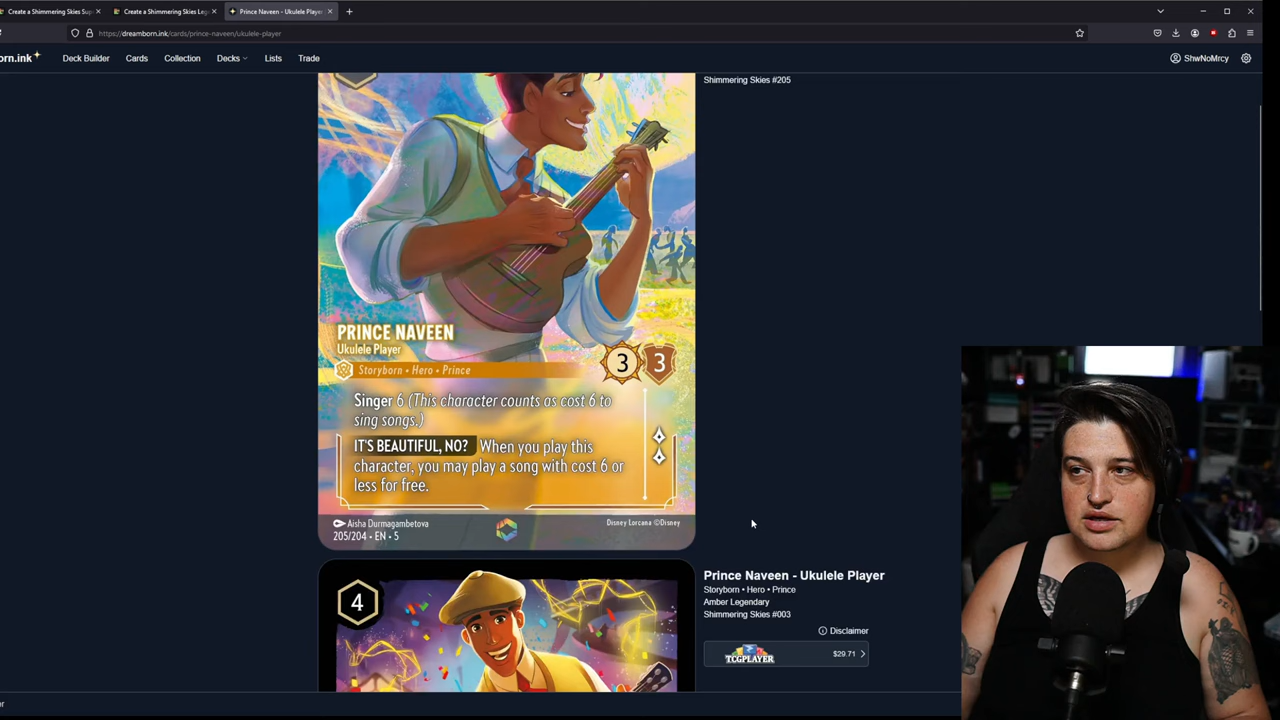 Create a Shimmering Skies Sup
Create a Shimmering Skies Leg
Prince Naveen - Ukulele Player
https://dreamborn.ink/cards/prince-naveen/ukulele-player
orn.ink
Deck Builder
Cards
Collection
Decks
Lists
Trade
ShwNoMrcy
Shimmering Skies #205
PRINCE NAVEEN
Ukulele Player
3
3
Storyborn • Hero • Prince
Singer 6 (This character counts as cost 6 to
sing songs.)
IT'S BEAUTIFUL, NO? When you play this
character, you may play a song with cost 6 or
less for free.
Aisha Durmagambetova
205/204 • EN • 5
Disney Lorcana ©Disney
4
Prince Naveen - Ukulele Player
Storyborn • Hero • Prince
Amber Legendary
Shimmering Skies #003
Disclaimer
TCGPLAYER
$29.71